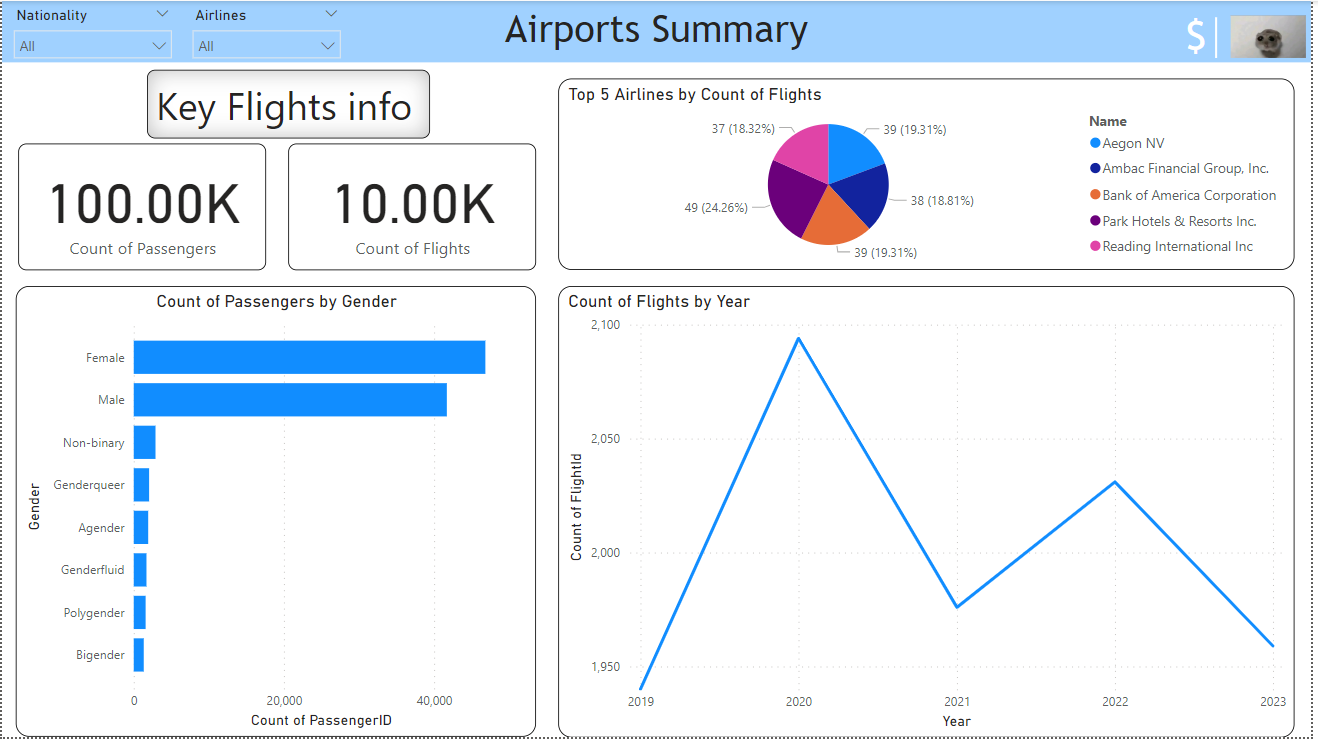 Nationality
Airlines
All
All
Airports Summary
$
Key Flights info
100.00K
Count of Passengers
10.00K
Count of Flights
Top 5 Airlines by Count of Flights
37 (18.32%)
39 (19.31%)
49 (24.26%)
38 (18.81%)
39 (19.31%)
Name
Aegon NV
Ambac Financial Group, Inc.
Bank of America Corporation
Park Hotels & Resorts Inc.
Reading International Inc
Count of Passengers by Gender
Gender
Female
Male
Non-binary
Genderqueer
Agender
Genderfluid
Polygender
Bigender
0
20,000
40,000
Count of PassengerID
Count of Flights by Year
Count of FlightId
2,100
2,050
2,000
1,950
2019
2020
2021
2022
2023
Year